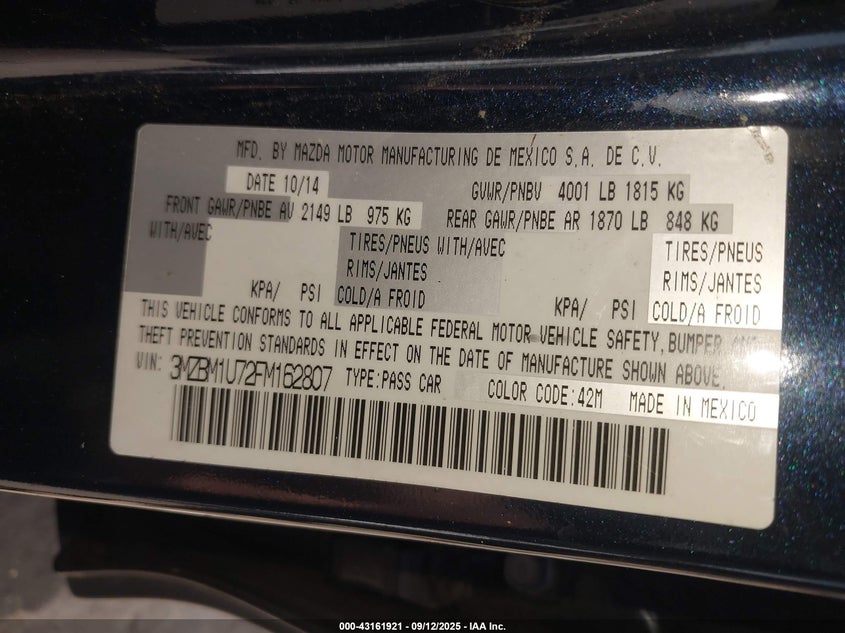 MFD. BY MAZDA MOTOR MANUFACTURING DE MEXICO S.A. DE C.V.
DATE 10/14 GVWR/PNBV 4001 LB 1815 KG
FRONT GAWR/PNBE AV 2149 LB 975 KG REAR GAWR/PNBE AR 1870 LB 848 KG
WITH/AVEC TIRES/PNEUS WITH/AVEC TIRES/PNEUS
RIMS/JANTES RIMS/JANTES
KPA/ PSI COLD/A FROID KPA/ PSI COLD/A FROID
THIS VEHICLE CONFORMS TO ALL APPLICABLE FEDERAL MOTOR VEHICLE SAFETY, BUMPER AND
THEFT PREVENTION STANDARDS IN EFFECT ON THE DATE OF MANUFACTURE SHOWN ABOVE.
VIN: 3MZBM1U72FM162807 TYPE:PASS CAR COLOR CODE:42M MADE IN MEXICO
000-43161921 - 09/12/2025 - IAA Inc.